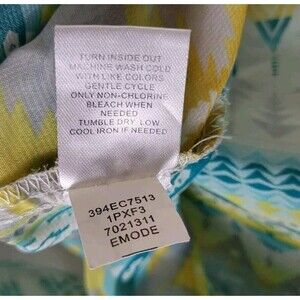 TURN INSIDE OUT
MACHINE WASH COLD
WITH LIKE COLORS
GENTLE CYCLE
ONLY NON-CHLORINE
BLEACH WHEN
NEEDED
TUMBLE DRY, LOW
COOL IRON IF NEEDED
394EC7513
1PXF3
7021311
EMODE